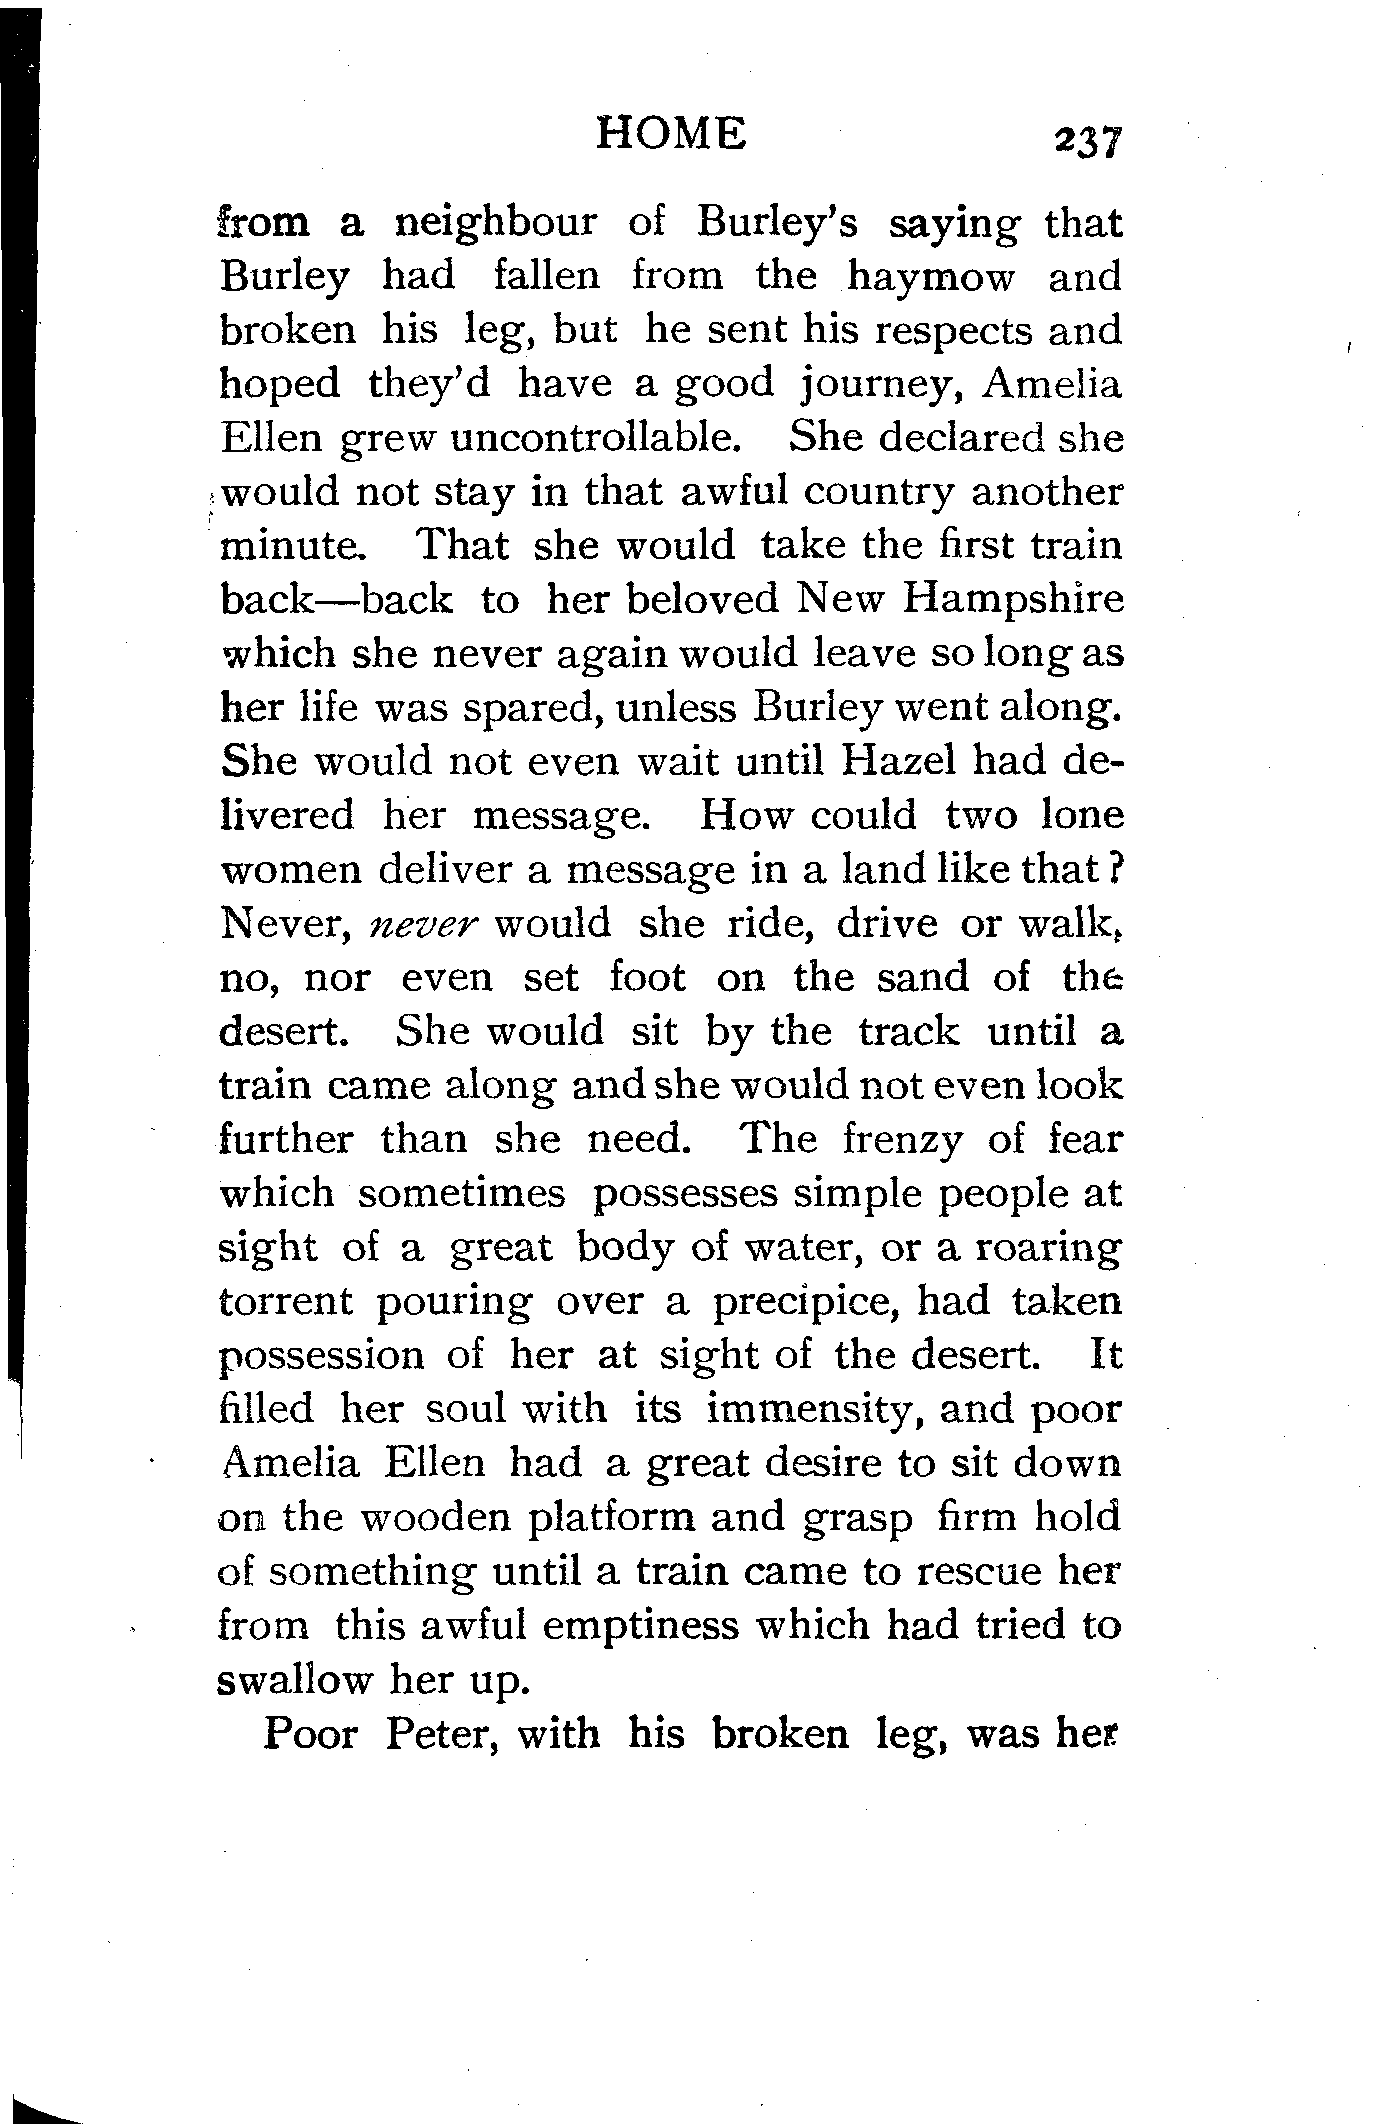 HOME 237
from a neighbour of Burley's saying that
Burley had fallen from the haymow and
broken his leg, but he sent his respects and
hoped they'd have a good journey, Amelia
Ellen grew uncontrollable. She declared she
would not stay in that awful country another
minute. That she would take the first train
back—back to her beloved New Hampshire
which she never again would leave so long as
her life was spared, unless Burley went along.
She would not even wait until Hazel had de-
livered her message. How could two lone
women deliver a message in a land like that?
Never, never would she ride, drive or walk,
no, nor even set foot on the sand of the
desert. She would sit by the track until a
train came along and she would not even look
further than she need. The frenzy of fear
which sometimes possesses simple people at
sight of a great body of water, or a roaring
torrent pouring over a precipice, had taken
possession of her at sight of the desert. It
filled her soul with its immensity, and poor
Amelia Ellen had a great desire to sit down
on the wooden platform and grasp firm hold
of something until a train came to rescue her
from this awful emptiness which had tried to
swallow her up.
Poor Peter, with his broken leg, was her